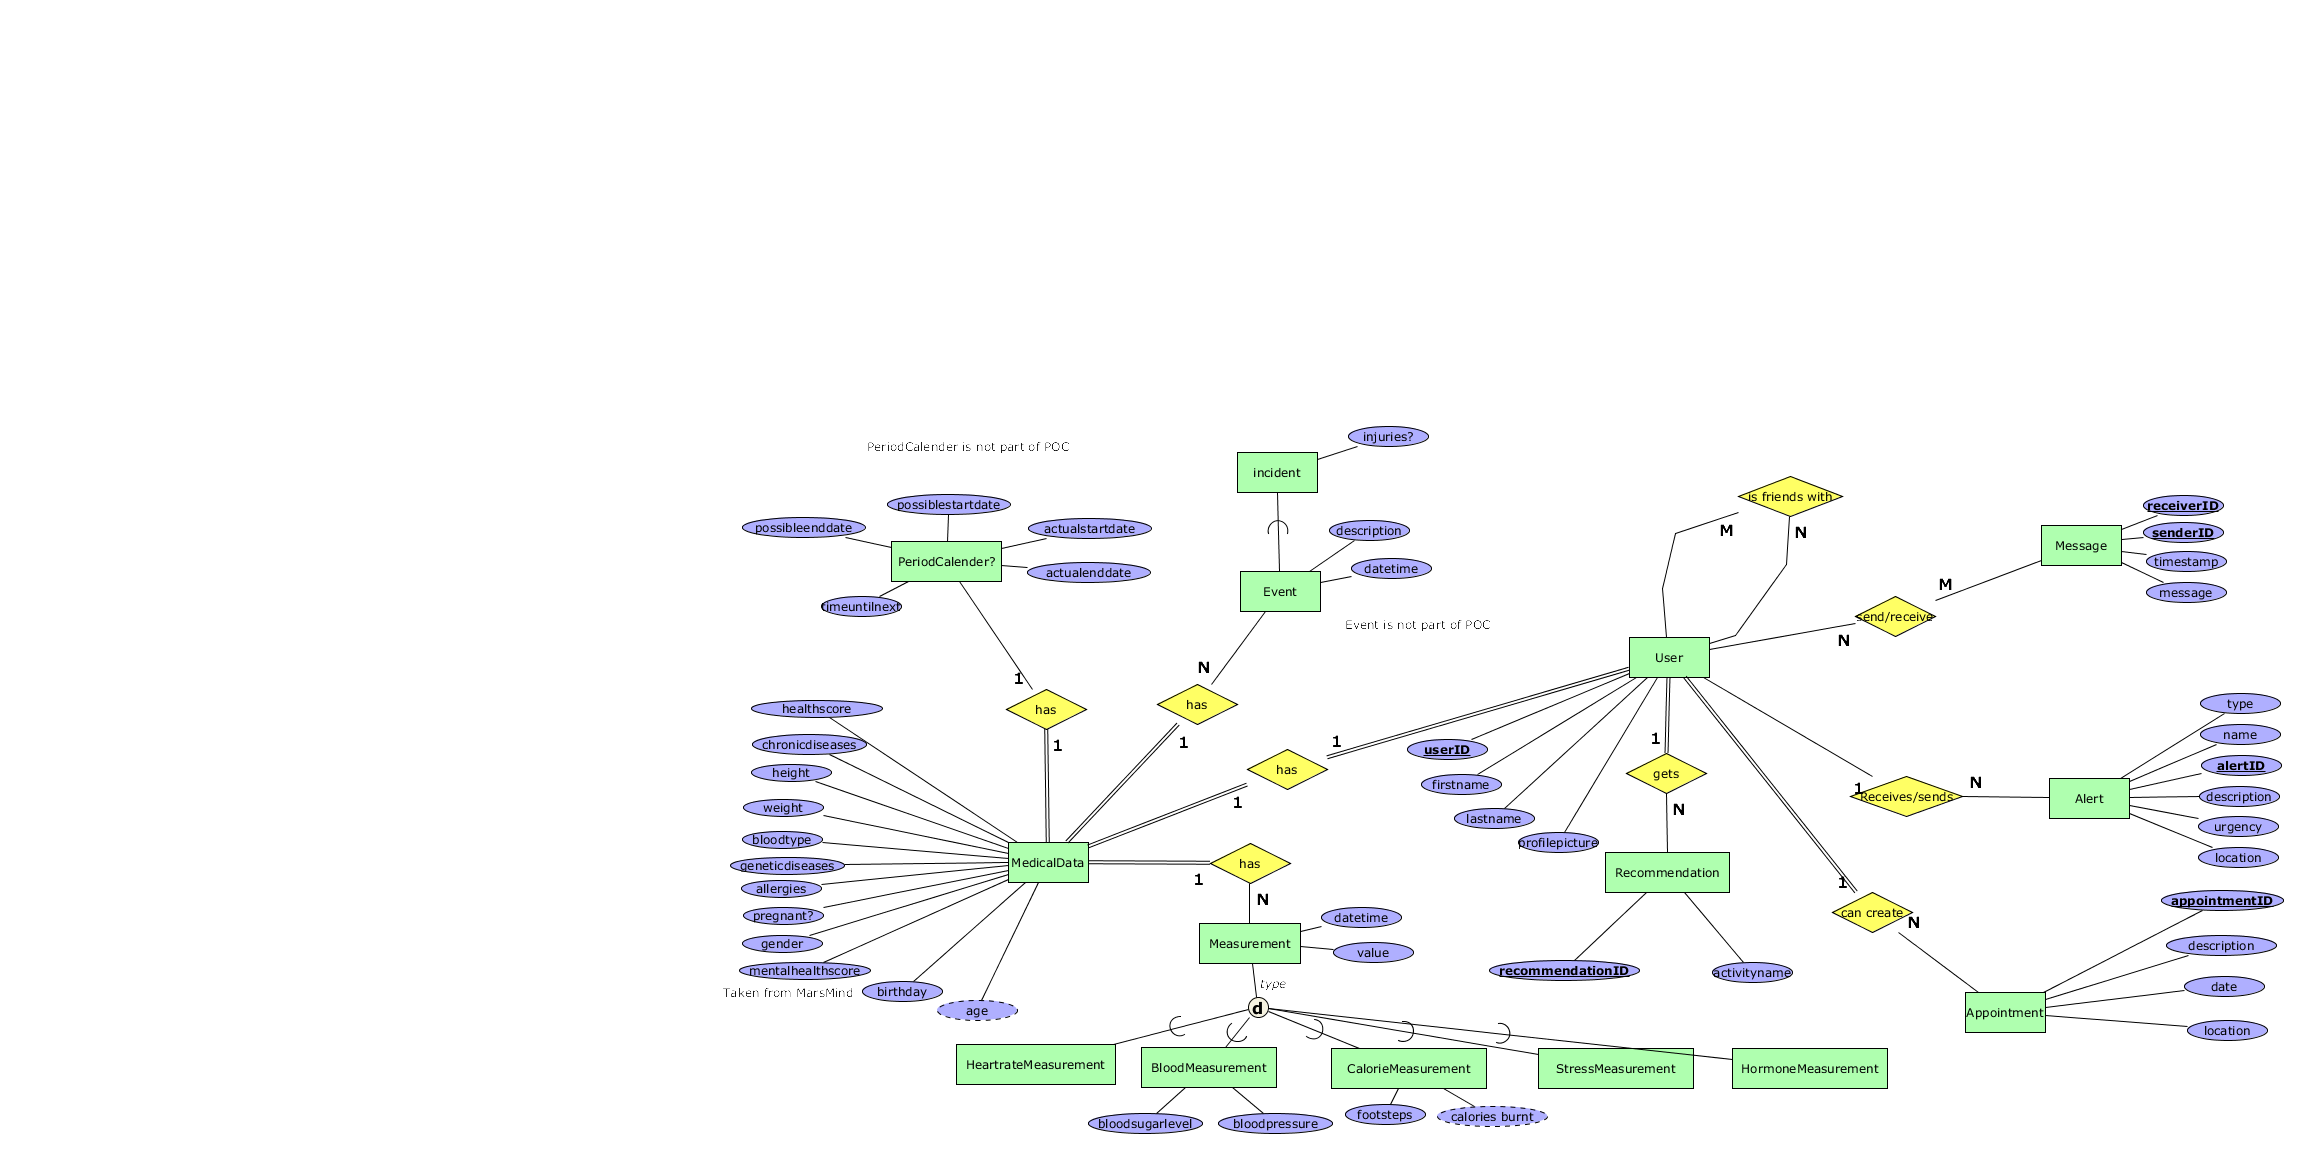 injuries?
PeriodCalender is not part of POC
incident
is friends with
possiblestartdate
receiverID
possibleenddate
actualstartdate
description
M
N
senderID
Message
timestamp
PeriodCalender?
actualenddate
datetime
M
message
Event
timeuntilnext
send/receive
Event is not part of POC
N
User
N
1
has
has
type
healthscore
1
1
1
1
name
chronicdiseases
userID
alertID
height
has
gets
firstname
1
N
Receives/sends
N
1
Alert
description
weight
lastname
urgency
bloodtype
profilepicture
location
geneticdiseases
MedicalData
has
Recommendation
allergies
1
N
1
appointmentID
pregnant?
datetime
can create
N
gender
Measurement
value
description
mentalhealthscore
recommendationID
activityname
Taken from MarsMind
birthday
type
date
age
d
Appointment
location
HeartrateMeasurement
BloodMeasurement
CalorieMeasurement
StressMeasurement
HormoneMeasurement
bloodsugarlevel
bloodpressure
footsteps
calories burnt